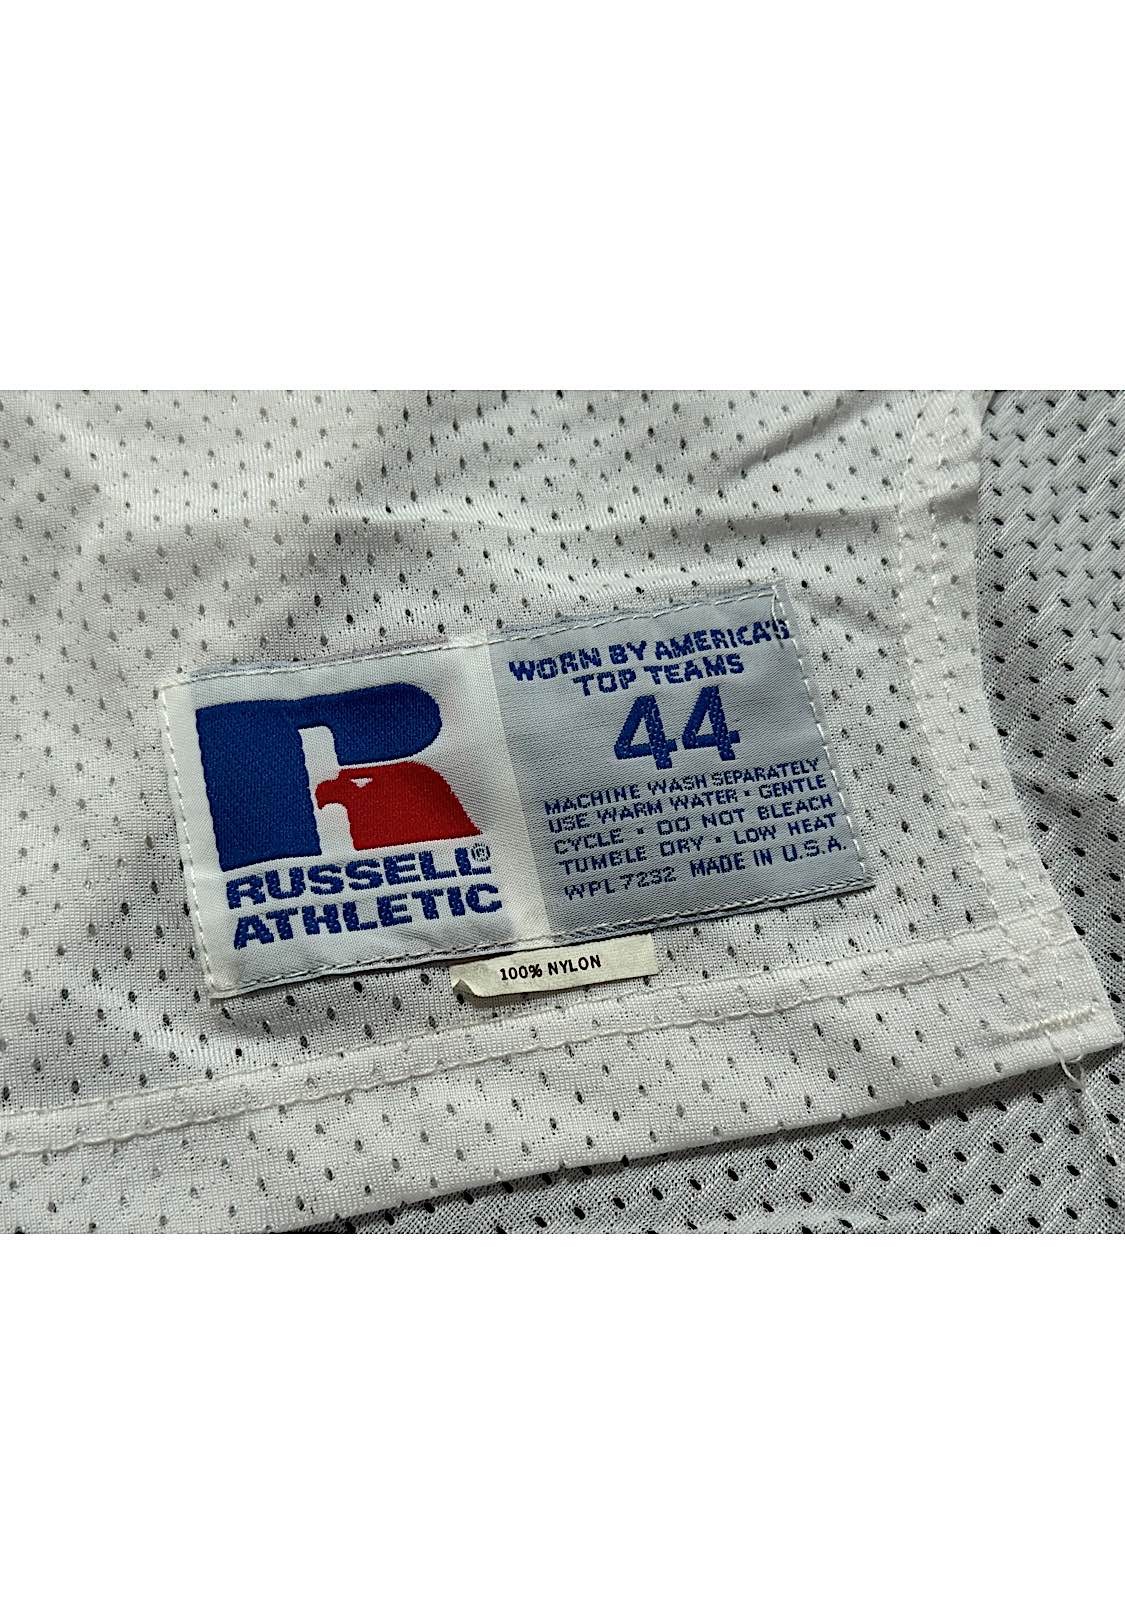 RUSSELL®
ATHLETIC
WORN BY AMERICA'S
TOP TEAMS
44
MACHINE WASH SEPARATELY
USE WARM WATER • GENTLE
CYCLE • DO NOT BLEACH
TUMBLE DRY • LOW HEAT
WPL 7232 MADE IN U.S.A.
100% NYLON